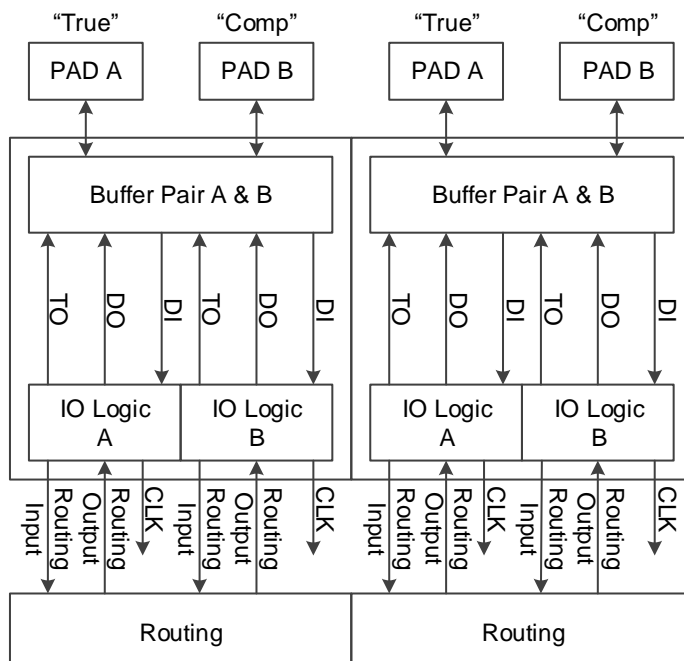 “True” “Comp” “True” “Comp”
PAD A PAD B PAD A PAD B
Buffer Pair A & B Buffer Pair A & B
TO DO DI TO DO DI TO DO DI TO DO DI
IO Logic IO Logic IO Logic IO Logic
A B A B
Routing Routing CLK Routing Routing CLK Routing Routing CLK Routing Routing CLK
Input Output Input Output Input Output Input Output
Routing Routing